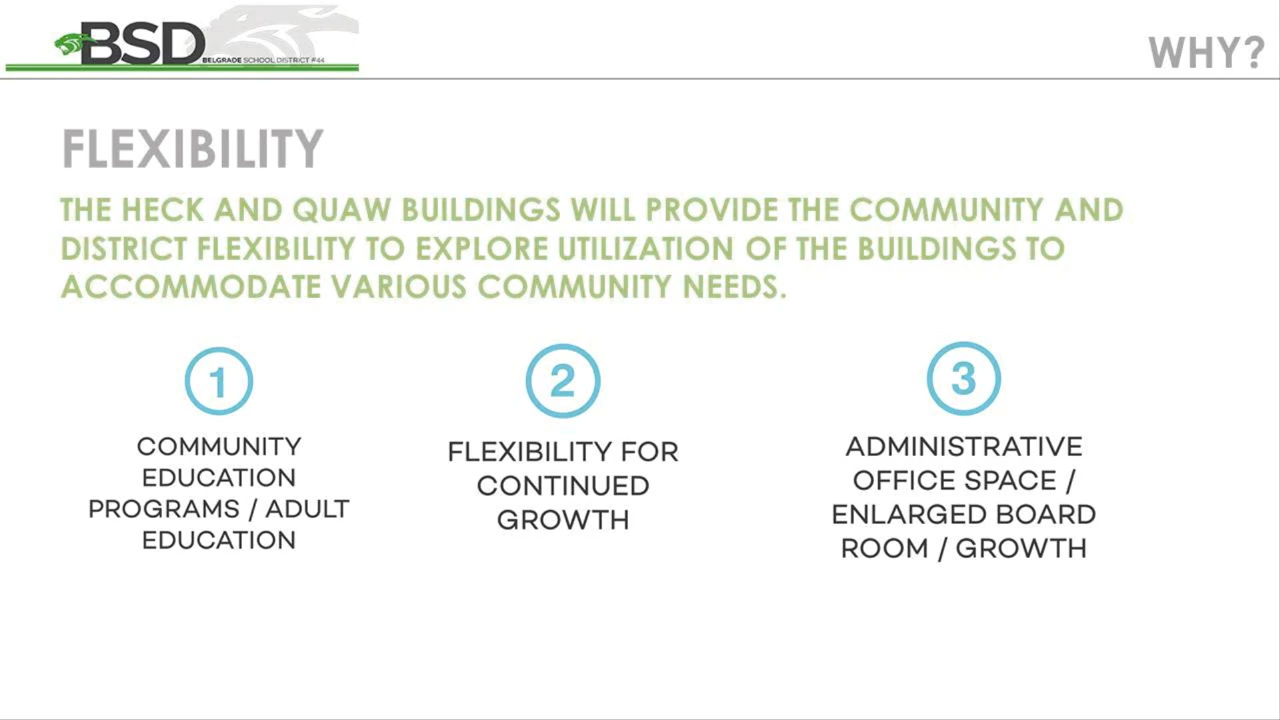 BSD
BELGRADE SCHOOL DISTRICT #44
WHY?
FLEXIBILITY
THE HECK AND QUAW BUILDINGS WILL PROVIDE THE COMMUNITY AND
DISTRICT FLEXIBILITY TO EXPLORE UTILIZATION OF THE BUILDINGS TO
ACCOMMODATE VARIOUS COMMUNITY NEEDS.
1
COMMUNITY
EDUCATION
PROGRAMS / ADULT
EDUCATION
2
FLEXIBILITY FOR
CONTINUED
GROWTH
3
ADMINISTRATIVE
OFFICE SPACE /
ENLARGED BOARD
ROOM / GROWTH